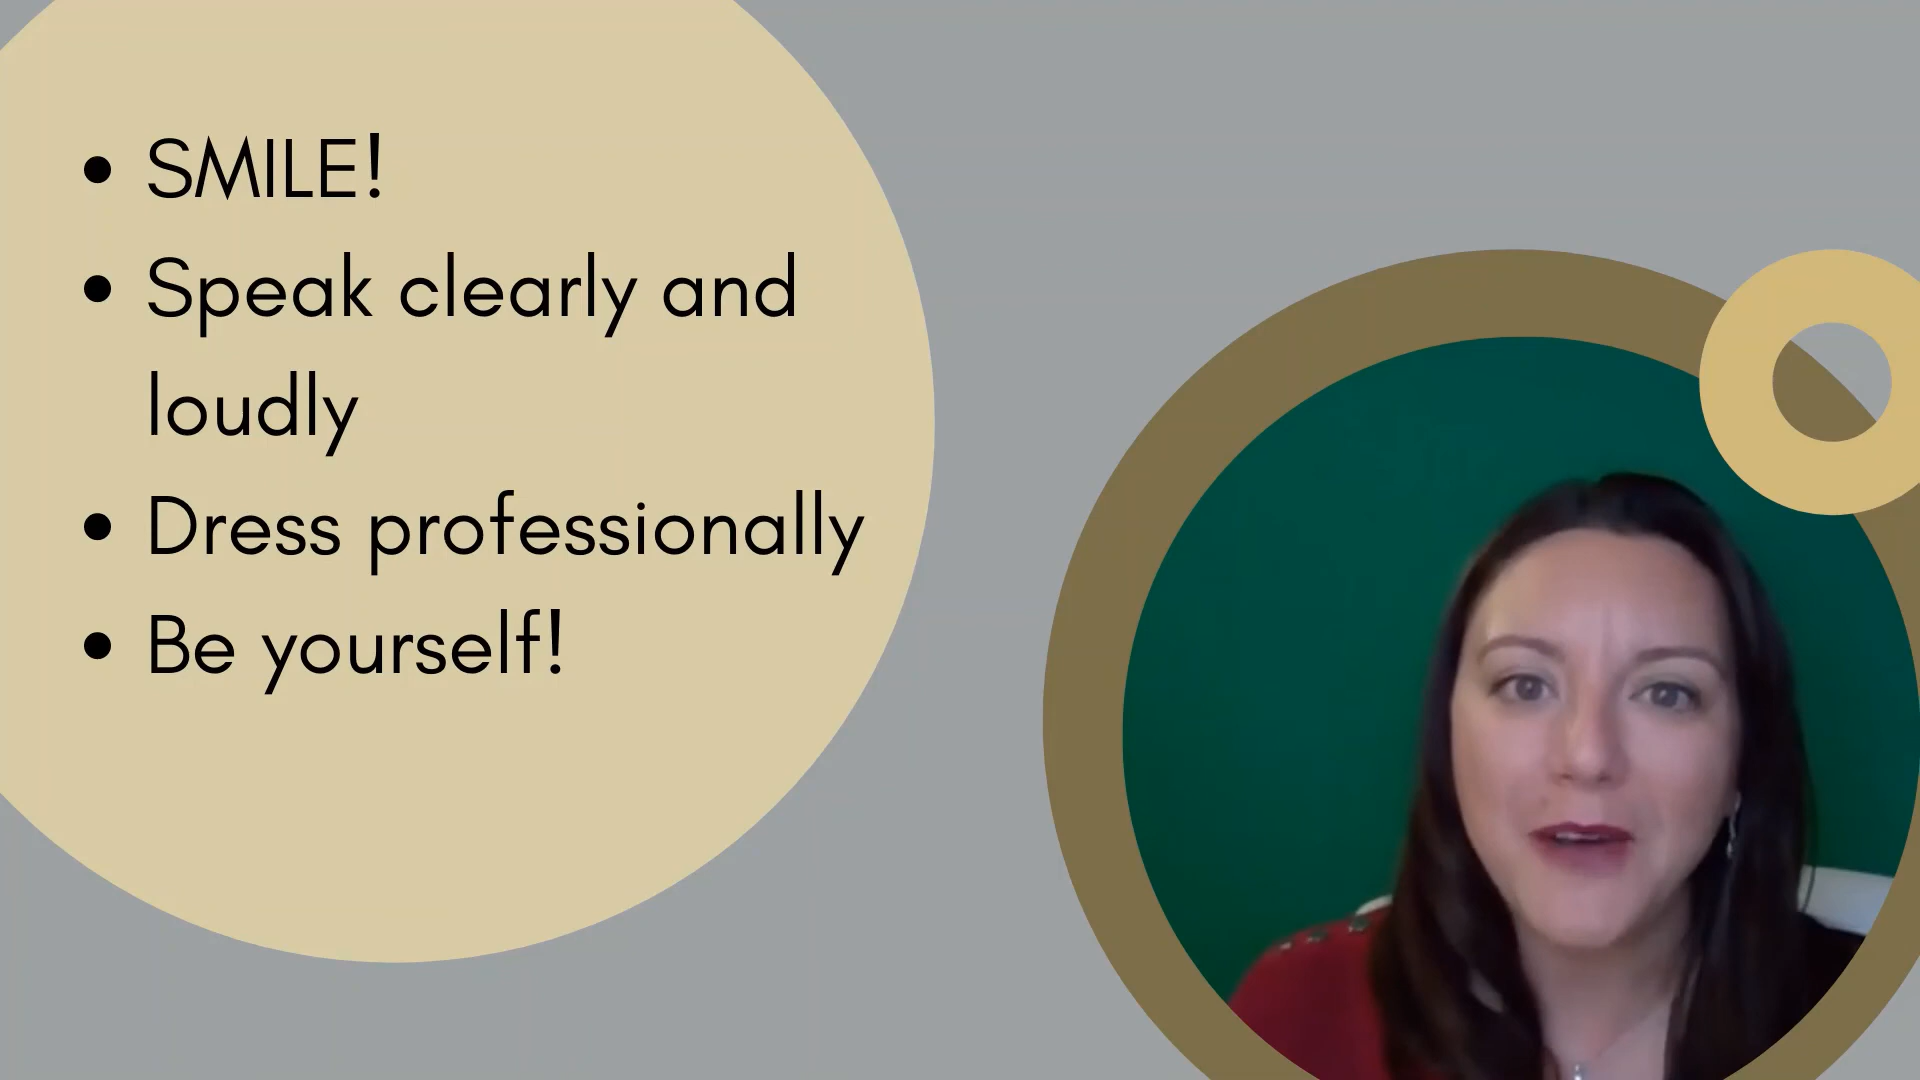 • SMILE!
• Speak clearly and
loudly
• Dress professionally
• Be yourself!